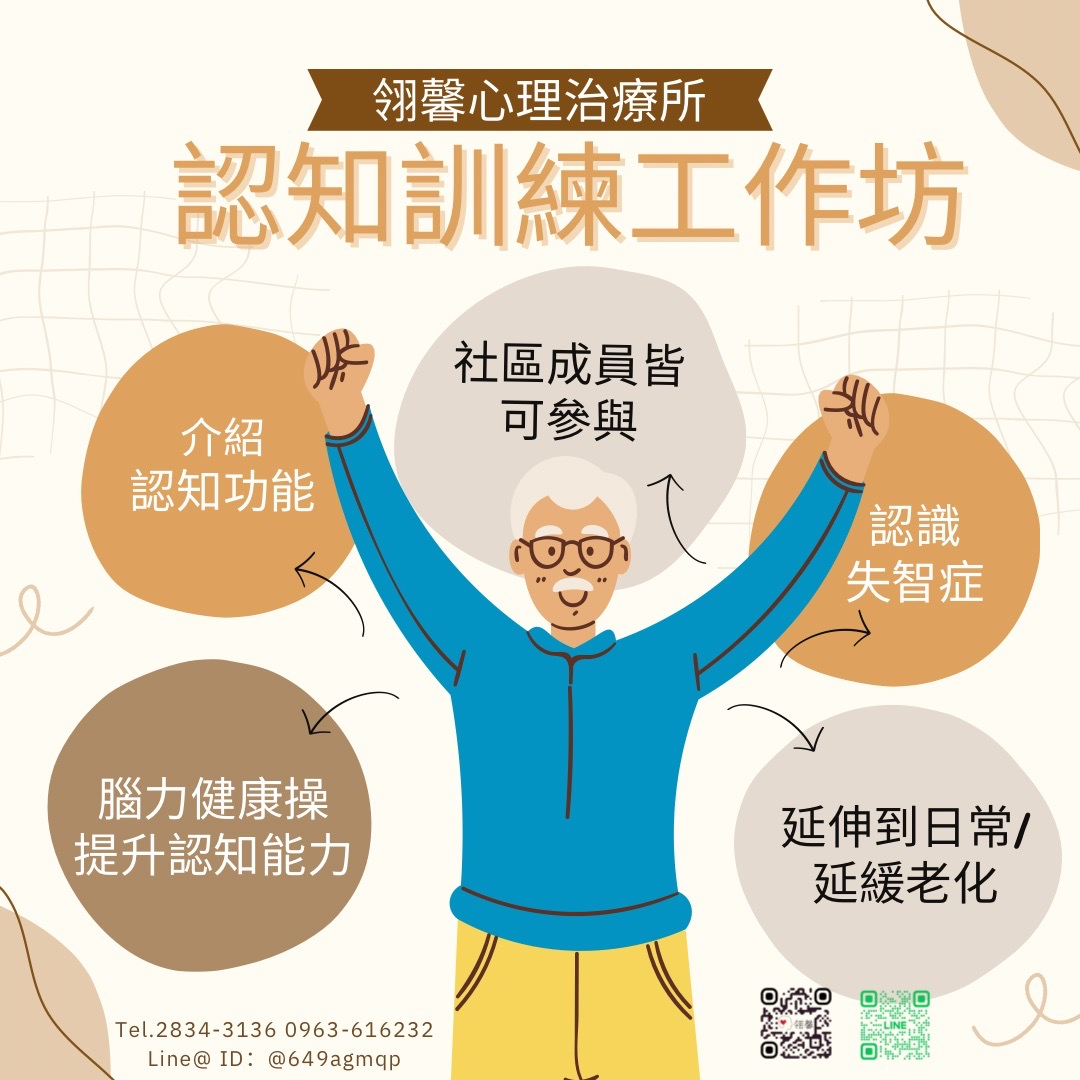 翎馨心理治療所
認知訓練工作坊
社區成員皆
可參與
介紹
認知功能
認識
失智症
腦力健康操
提升認知能力
延伸到日常/
延緩老化
Tel.2834-3136 0963-616232
Line@ ID：@649agmqp
翎馨
LINE